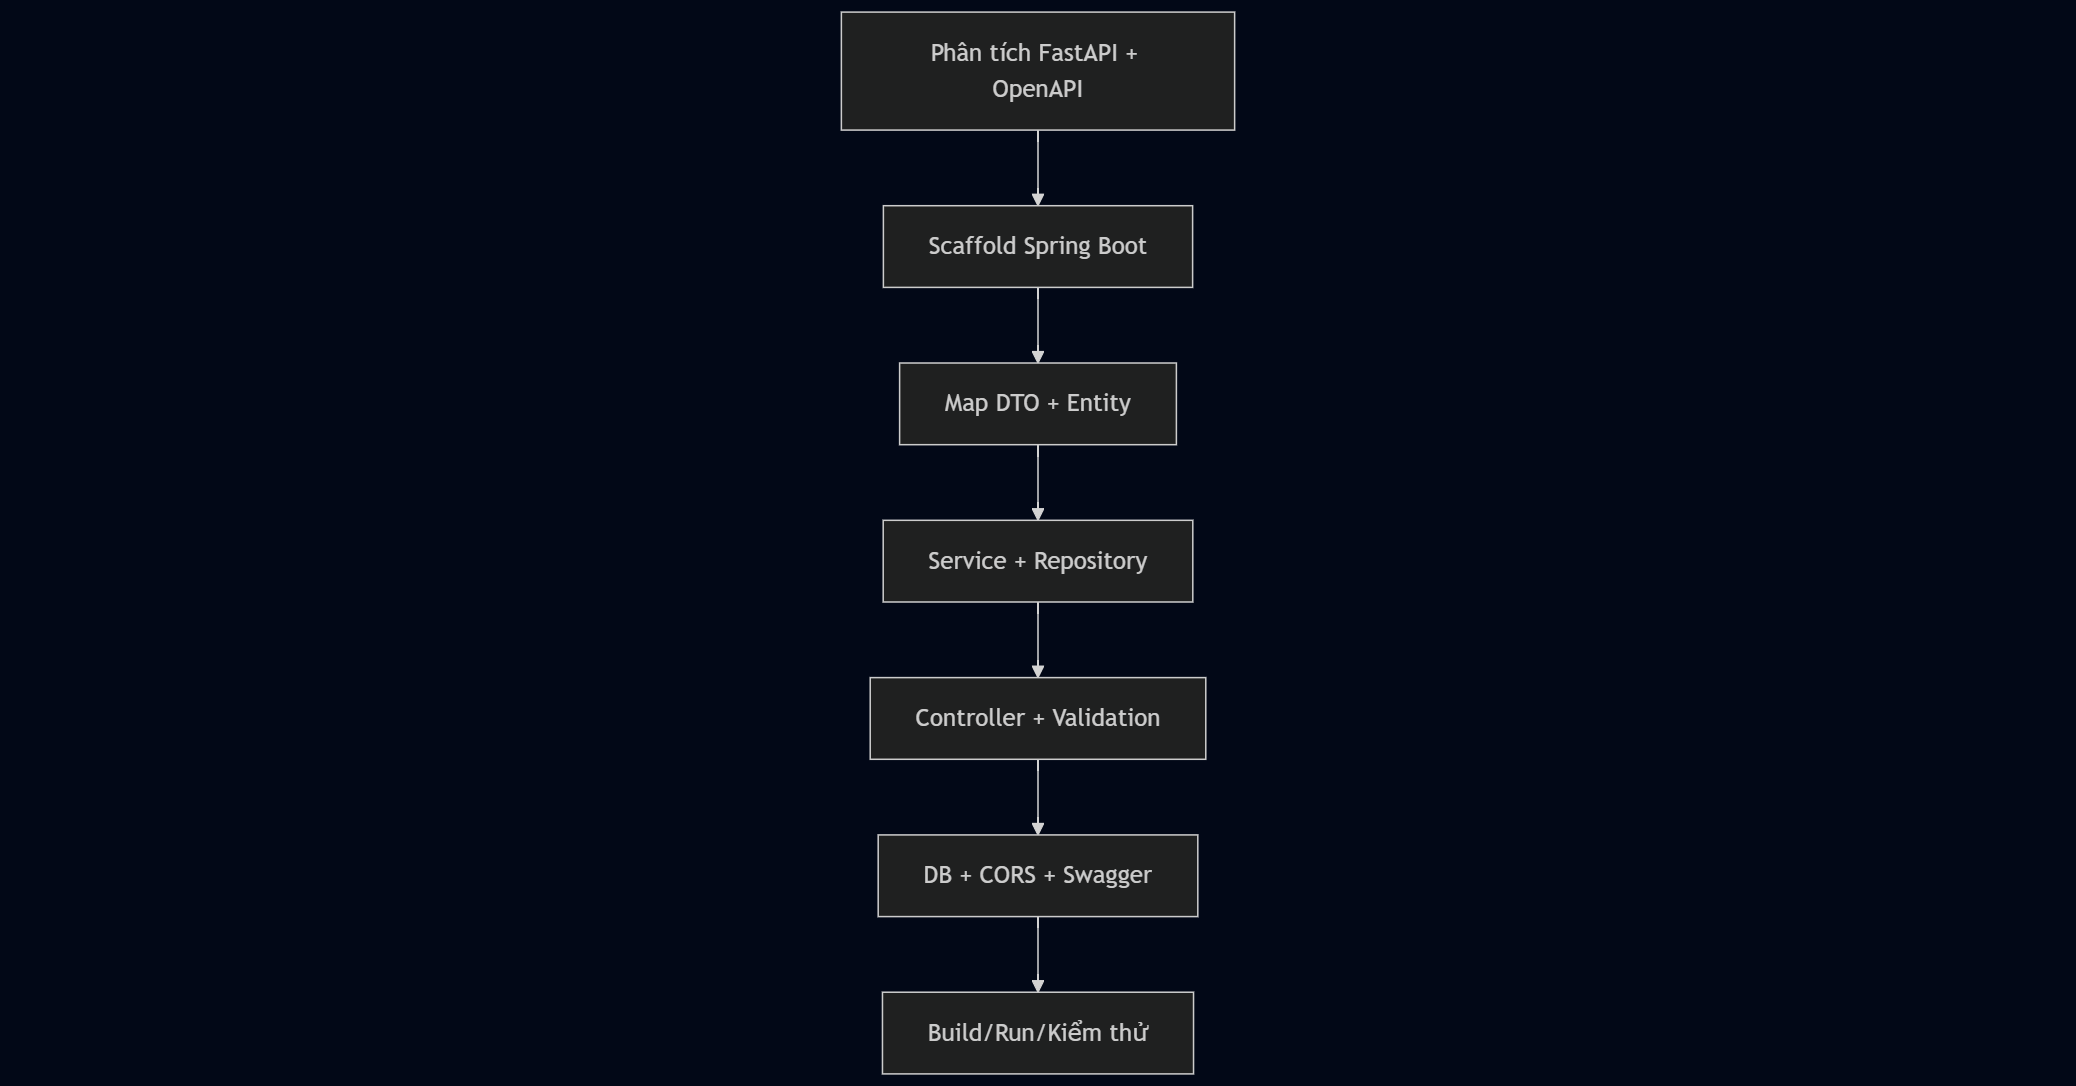 Phân tích FastAPI +
OpenAPI
Scaffold Spring Boot
Map DTO + Entity
Service + Repository
Controller + Validation
DB + CORS + Swagger
Build/Run/Kiểm thử